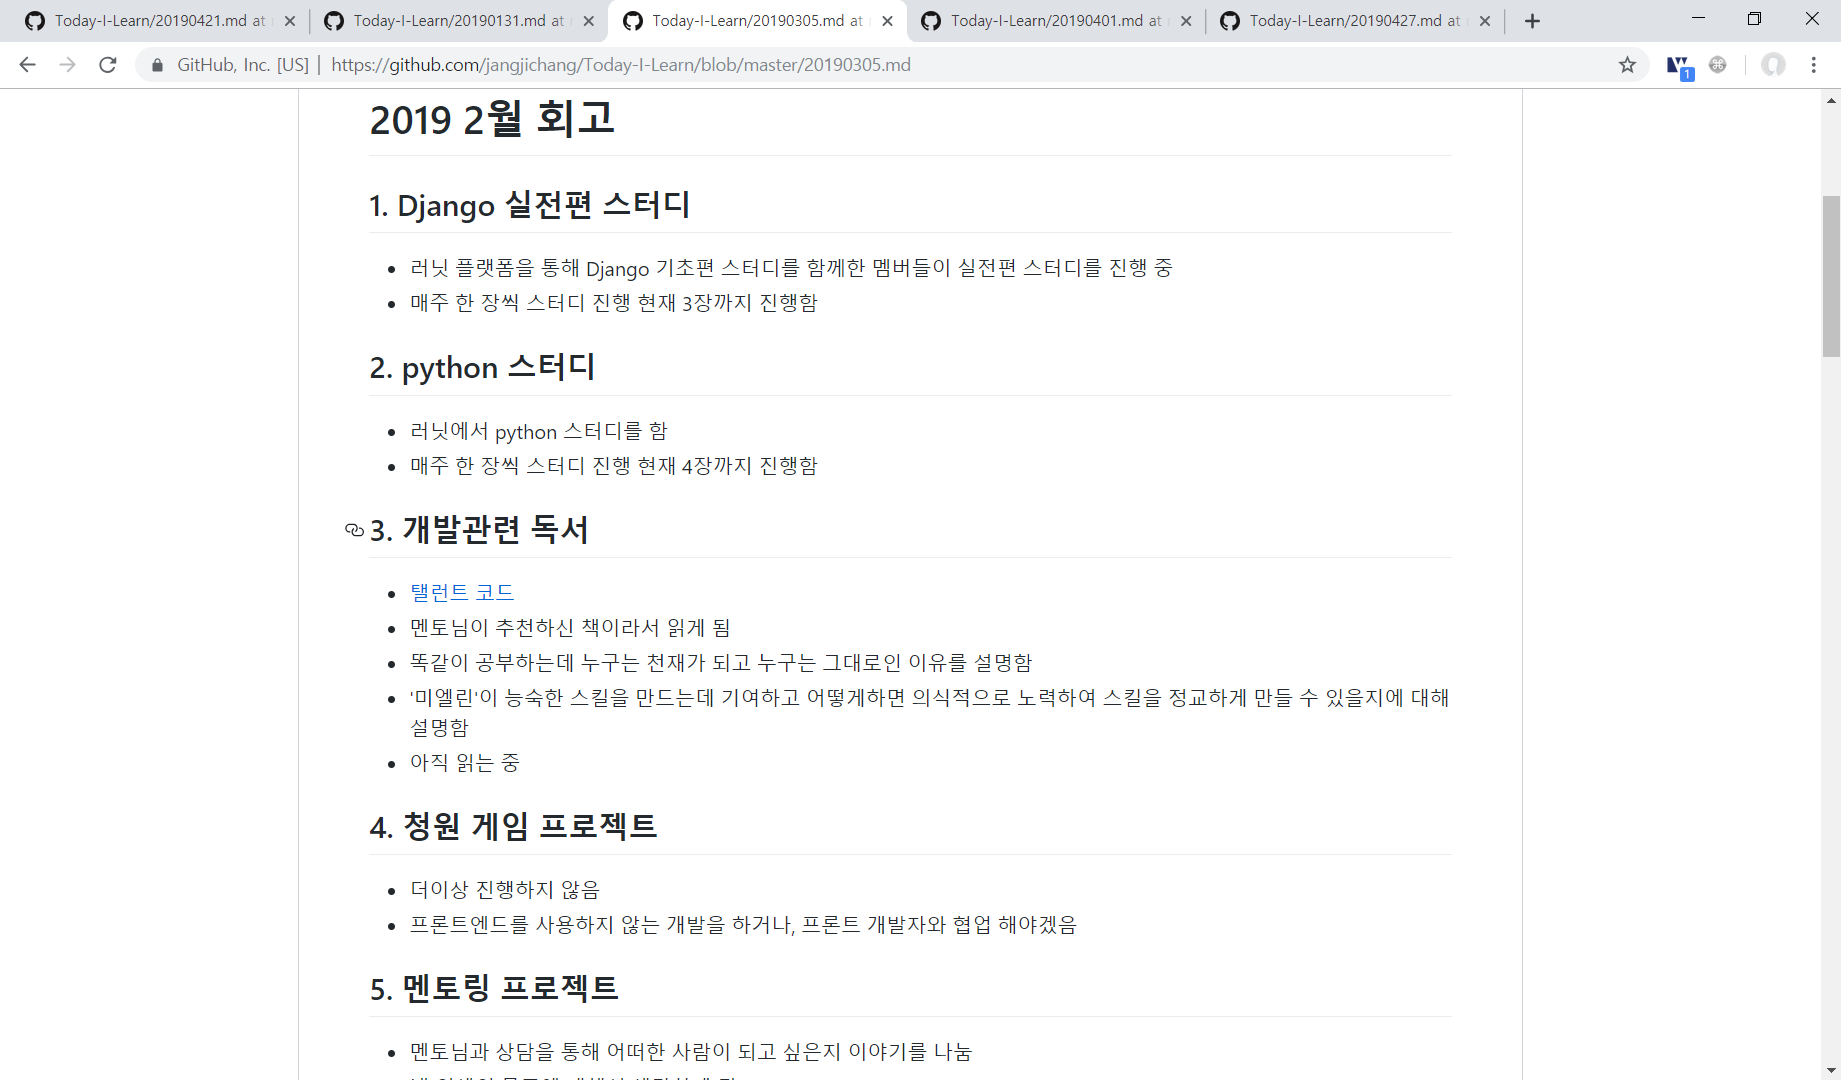 Today-I-Learn/20190421.md at
Today-I-Learn/20190131.md at
Today-I-Learn/20190305.md at
Today-I-Learn/20190401.md at
Today-I-Learn/20190427.md at
GitHub, Inc. [US] | https://github.com/jangjichang/Today-I-Learn/blob/master/20190305.md
1
2019 2월 회고
1. Django 실전편 스터디
러닛 플랫폼을 통해 Django 기초편 스터디를 함께한 멤버들이 실전편 스터디를 진행 중
매주 한 장씩 스터디 진행 현재 3장까지 진행함
2. python 스터디
러닛에서 python 스터디를 함
매주 한 장씩 스터디 진행 현재 4장까지 진행함
3. 개발관련 독서
탤런트 코드
멘토님이 추천하신 책이라서 읽게 됨
똑같이 공부하는데 누구는 천재가 되고 누구는 그대로인 이유를 설명함
'미엘린'이 능숙한 스킬을 만드는데 기여하고 어떻게하면 의식적으로 노력하여 스킬을 정교하게 만들 수 있을지에 대해
설명함
아직 읽는 중
4. 청원 게임 프로젝트
더이상 진행하지 않음
프론트엔드를 사용하지 않는 개발을 하거나, 프론트 개발자와 협업 해야겠음
5. 멘토링 프로젝트
멘토님과 상담을 통해 어떠한 사람이 되고 싶은지 이야기를 나눔